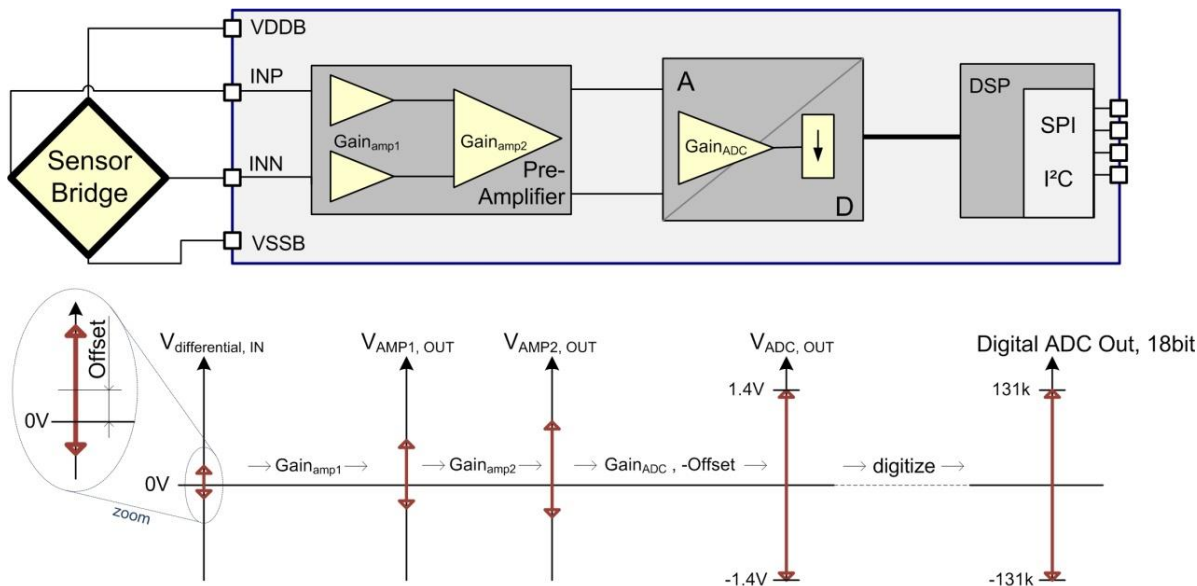 VDDB
INP
INN
VSSB
Sensor
Bridge
Gainamp1
Gainamp2
Pre-
Amplifier
A
GainADC
D
DSP
SPI
I²C
Offset
0V
zoom
Vdifferential, IN
0V
Gainamp1
VAMP1, OUT
Gainamp2
VAMP2, OUT
GainADC , -Offset
VADC, OUT
1.4V
-1.4V
digitize
Digital ADC Out, 18bit
131k
-131k